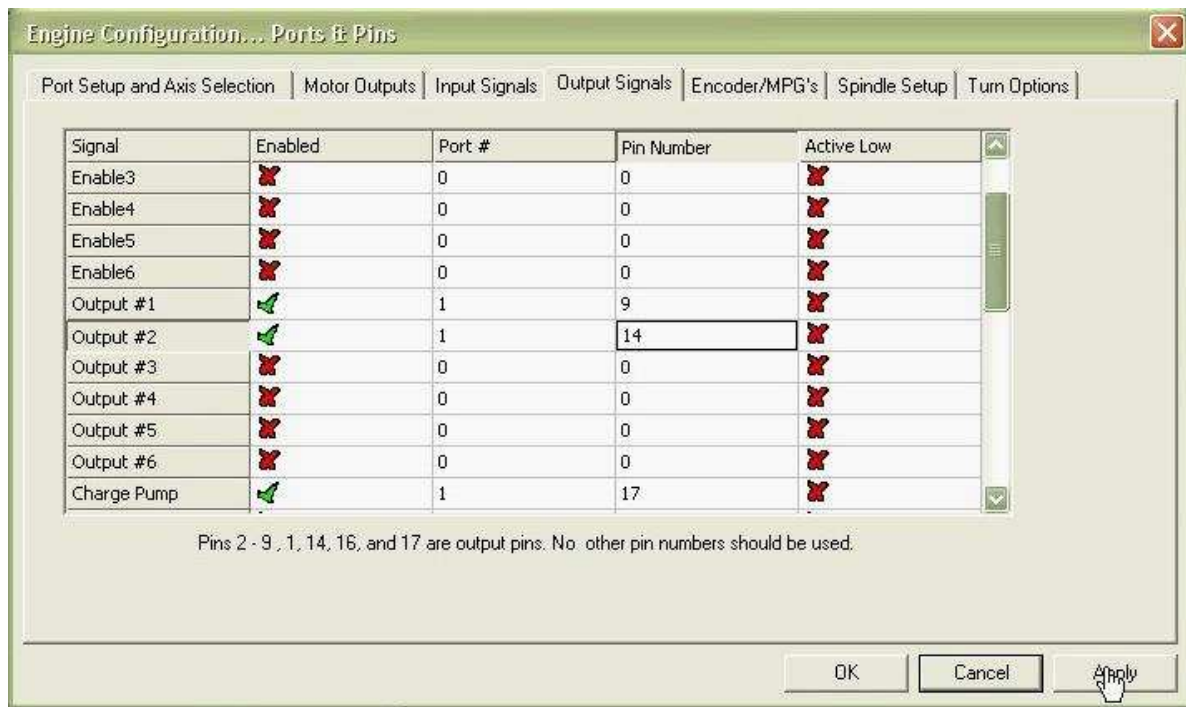 Engine Configuration... Ports & Pins
Port Setup and Axis Selection Motor Outputs Input Signals Output Signals Encoder/MPG's Spindle Setup Turn Options
Signal Enabled Port # Pin Number Active Low
Enable3 0 0
Enable4 0 0
Enable5 0 0
Enable6 0 0
Output #1 1 9
Output #2 1 14
Output #3 0 0
Output #4 0 0
Output #5 0 0
Output #6 0 0
Charge Pump 1 17
Pins 2 - 9 , 1, 14, 16, and 17 are output pins. No other pin numbers should be used.
OK Cancel Apply